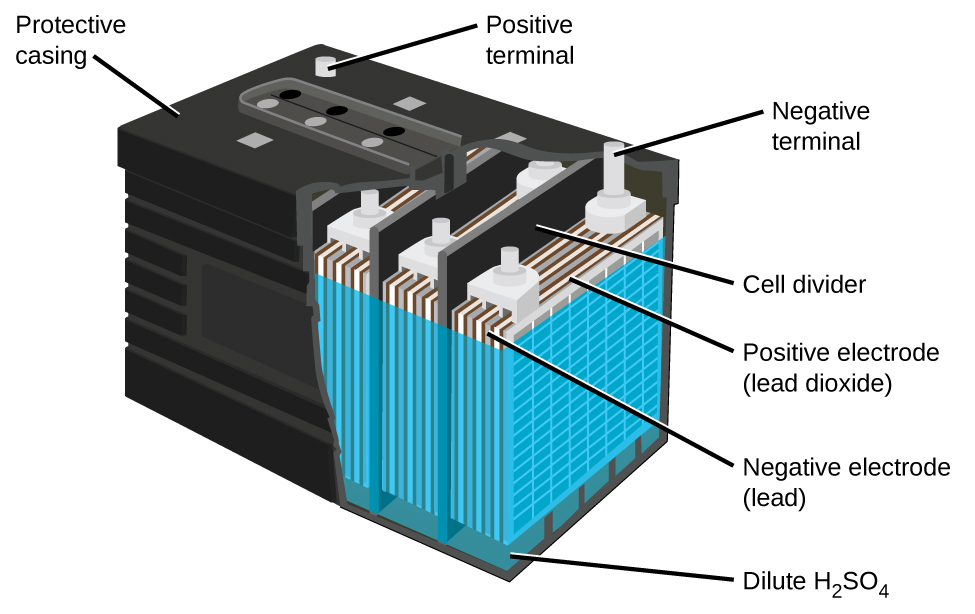 Protective
casing
Positive
terminal
Negative
terminal
Cell divider
Positive electrode
(lead dioxide)
Negative electrode
(lead)
Dilute H₂SO₄